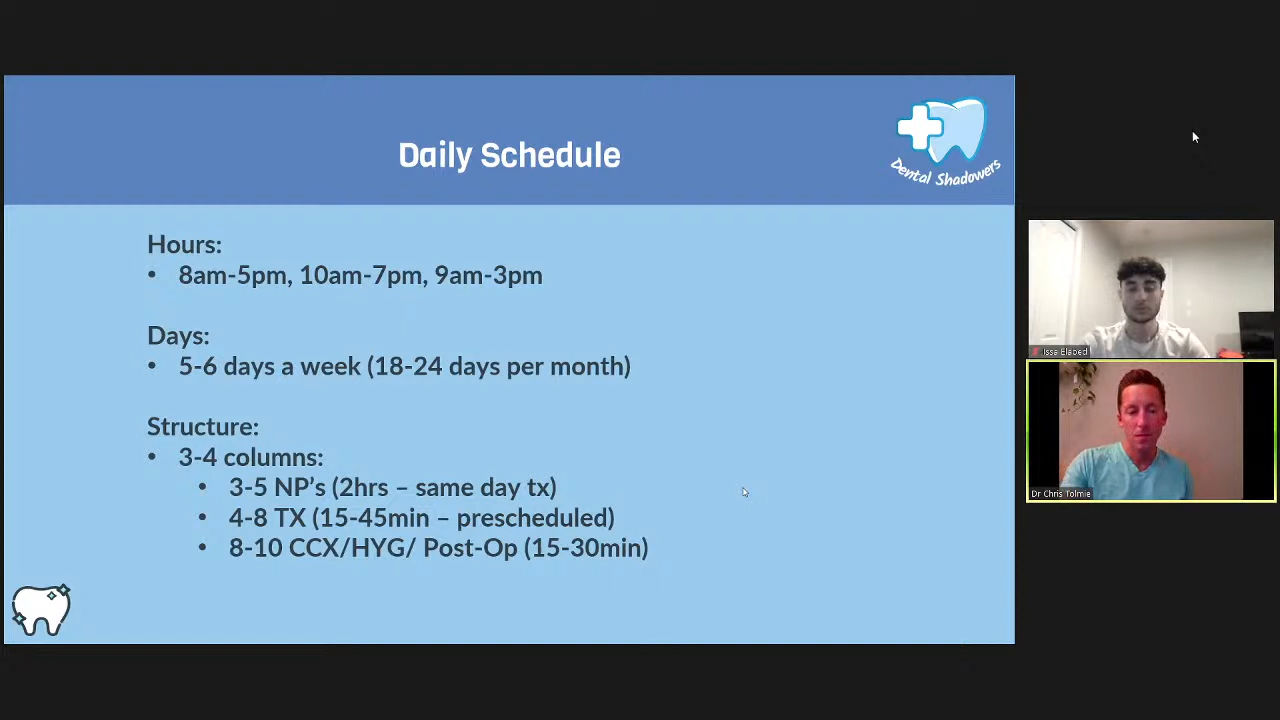 Daily Schedule
Dental Shadowers
Hours:
• 8am-5pm, 10am-7pm, 9am-3pm
Days:
• 5-6 days a week (18-24 days per month)
Structure:
• 3-4 columns:
• 3-5 NP's (2hrs – same day tx)
• 4-8 TX (15-45min – prescheduled)
• 8-10 CCX/HYG/ Post-Op (15-30min)
Issa Elabed
Dr Chris Tolmie